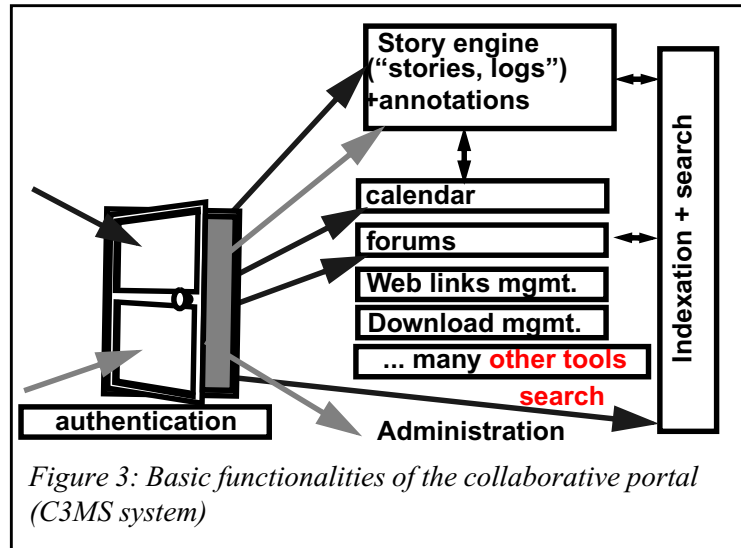 Story engine
(“stories, logs”)
+annotations
calendar
forums
Web links mgmt.
Download mgmt.
... many other tools
search
Indexation + search
authentication
Administration
Figure 3: Basic functionalities of the collaborative portal
(C3MS system)